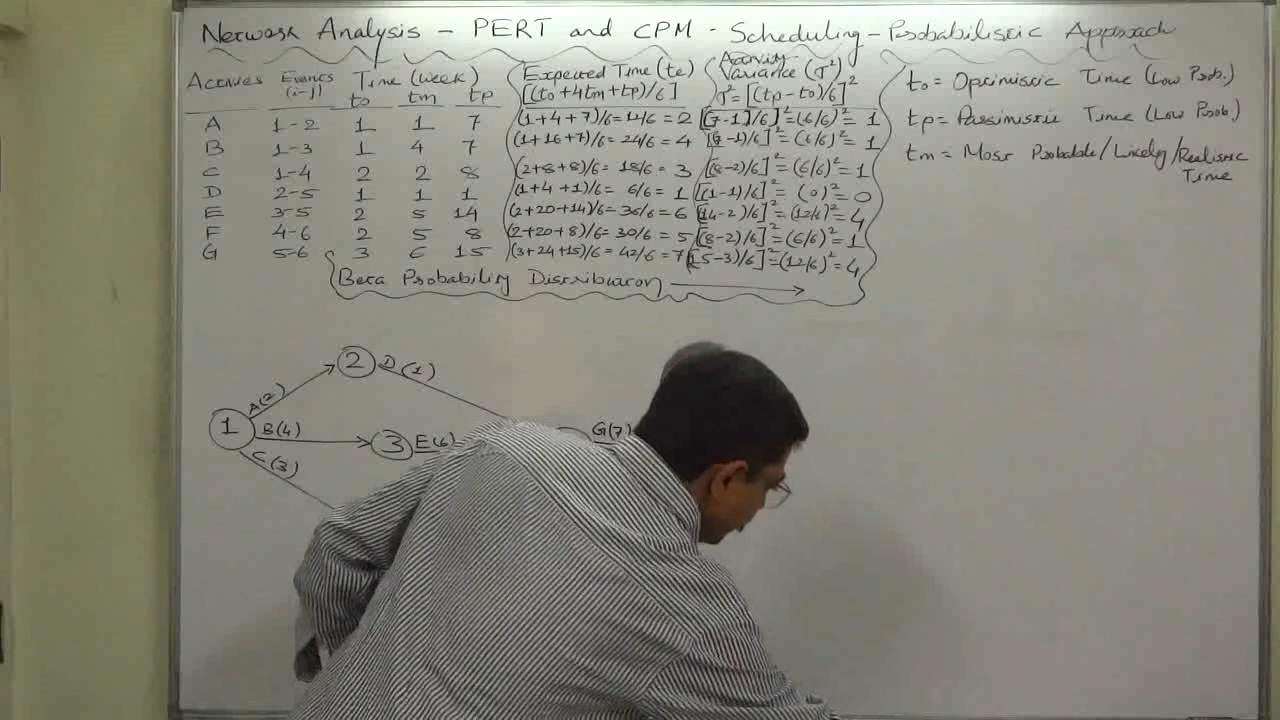 Network Analysis - PERT and CPM - Scheduling - Probabilistic Approach
Activities Events (i-j) Time (week) Expected Time (te) Activity Variance (σ²)
to tm tp [(to+4tm+tp)/6] σ² = [(tp-to)/6]²
A 1-2 1 1 7 (1+4+7)/6=12/6=2 [(7-1)/6]²=(6/6)²=1
B 1-3 1 4 7 (1+16+7)/6=24/6=4 [(7-1)/6]²=(6/6)²=1
C 1-4 2 2 8 (2+8+8)/6=18/6=3 [(8-2)/6]²=(6/6)²=1
D 2-5 1 1 1 (1+4+1)/6=6/6=1 [(1-1)/6]²=(0)²=0
E 3-5 2 5 14 (2+20+14)/6=36/6=6 [(14-2)/6]²=(12/6)²=4
F 4-6 2 5 8 (2+20+8)/6=30/6=5 [(8-2)/6]²=(6/6)²=1
G 5-6 3 6 15 (3+24+15)/6=42/6=7 [(15-3)/6]²=(12/6)²=4
Beta Probability Distribution
to = Optimistic Time (Low Prob.)
tp = Passimistic Time (Low Prob.)
tm = Most Probable/Likely/Realistic
Time
2 D(1)
A(2)
1 B(4) 3 E(6) G(7)
C(3)